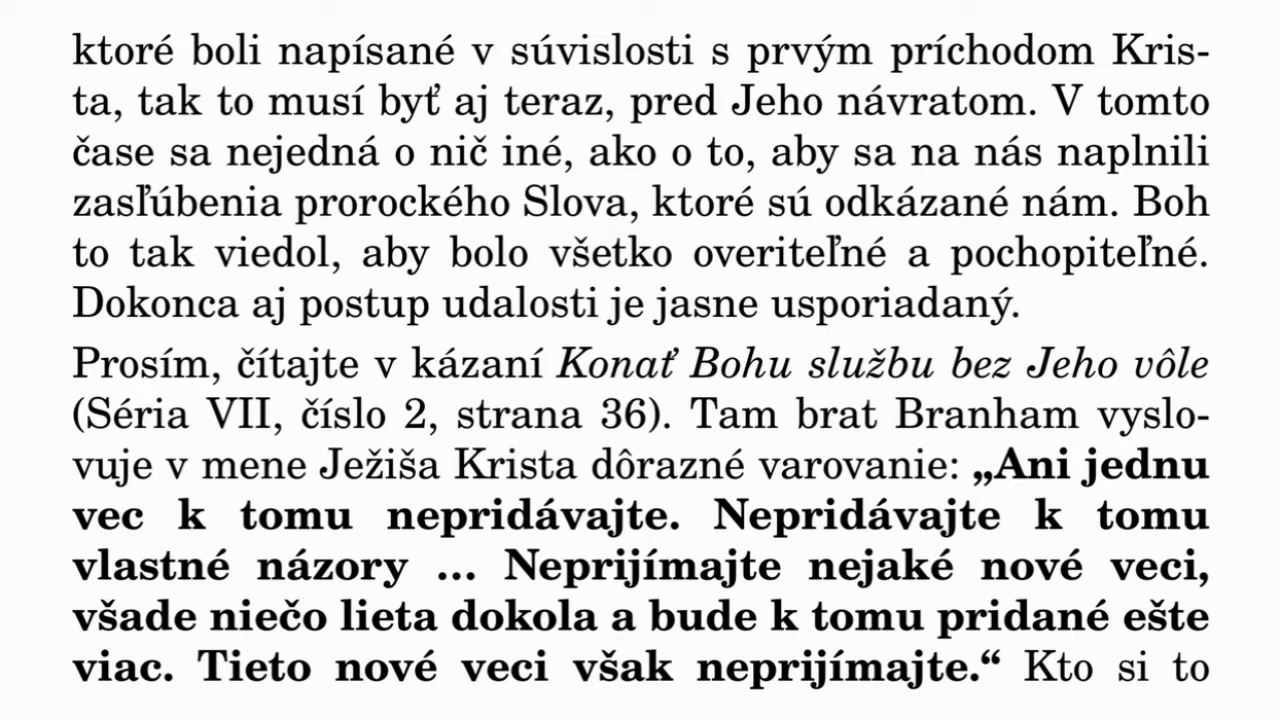 ktoré boli napísané v súvislosti s prvým príchodom Kris-
ta, tak to musí byť aj teraz, pred Jeho návratom. V tomto
čase sa nejedná o nič iné, ako o to, aby sa na nás naplnili
zasľúbenia prorockého Slova, ktoré sú odkázané nám. Boh
to tak viedol, aby bolo všetko overiteľné a pochopiteľné.
Dokonca aj postup udalosti je jasne usporiadaný.
Prosím, čítajte v kázaní Konať Bohu službu bez Jeho vôle
(Séria VII, číslo 2, strana 36). Tam brat Branham vyslo-
vuje v mene Ježiša Krista dôrazné varovanie: „Ani jednu
vec k tomu nepridávajte. Nepridávajte k tomu
vlastné názory ... Neprijímajte nejaké nové veci,
všade niečo lieta dokola a bude k tomu pridané ešte
viac. Tieto nové veci však neprijímajte.“ Kto si to